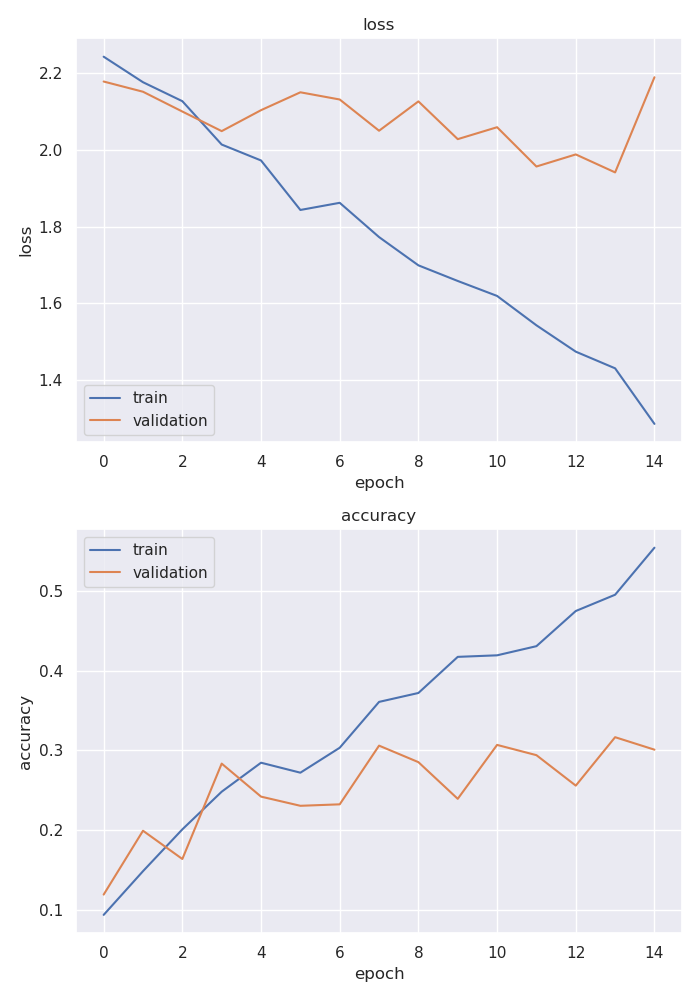 loss
2.2
2.0
1.8
1.6
1.4
loss
train
validation
0 2 4 6 8 10 12 14
epoch
accuracy
train
validation
0.5
0.4
0.3
0.2
0.1
accuracy
0 2 4 6 8 10 12 14
epoch